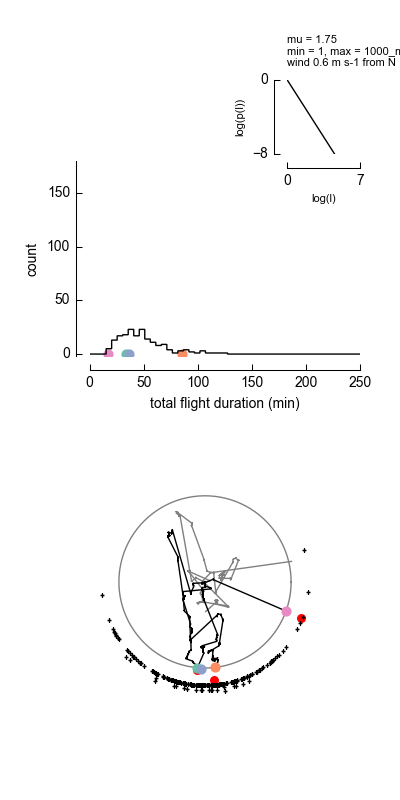 mu = 1.75
min = 1, max = 1000_m
wind 0.6 m s-1 from N
0
log(p(l))
−8
0 7
log(l)
150
100
count
50
0
0 50 100 150 200 250
total flight duration (min)